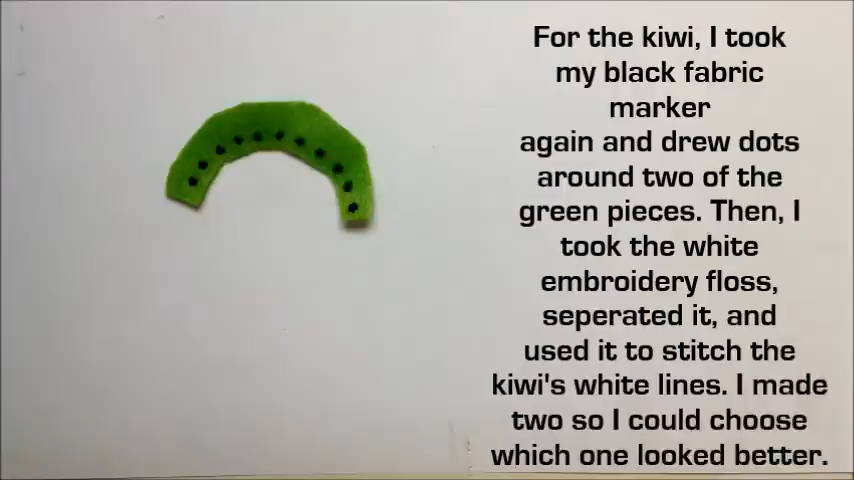 For the kiwi, I took
my black fabric
marker
again and drew dots
around two of the
green pieces. Then, I
took the white
embroidery floss,
seperated it, and
used it to stitch the
kiwi's white lines. I made
two so I could choose
which one looked better.